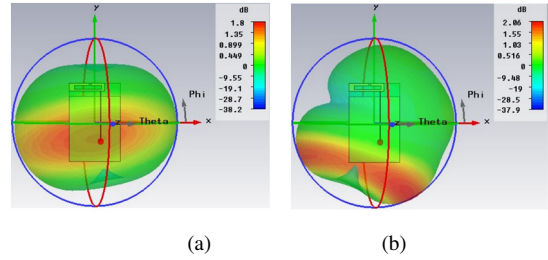 y
dB
1.8
1.35
0.899
0.449
0
-9.55
-19.1
-28.7
-38.2
Phi
z
Theta
x
y
dB
2.06
1.55
1.03
0.516
0
-9.48
-19
-28.4
-37.9
Phi
z
Theta
x
(a)
(b)